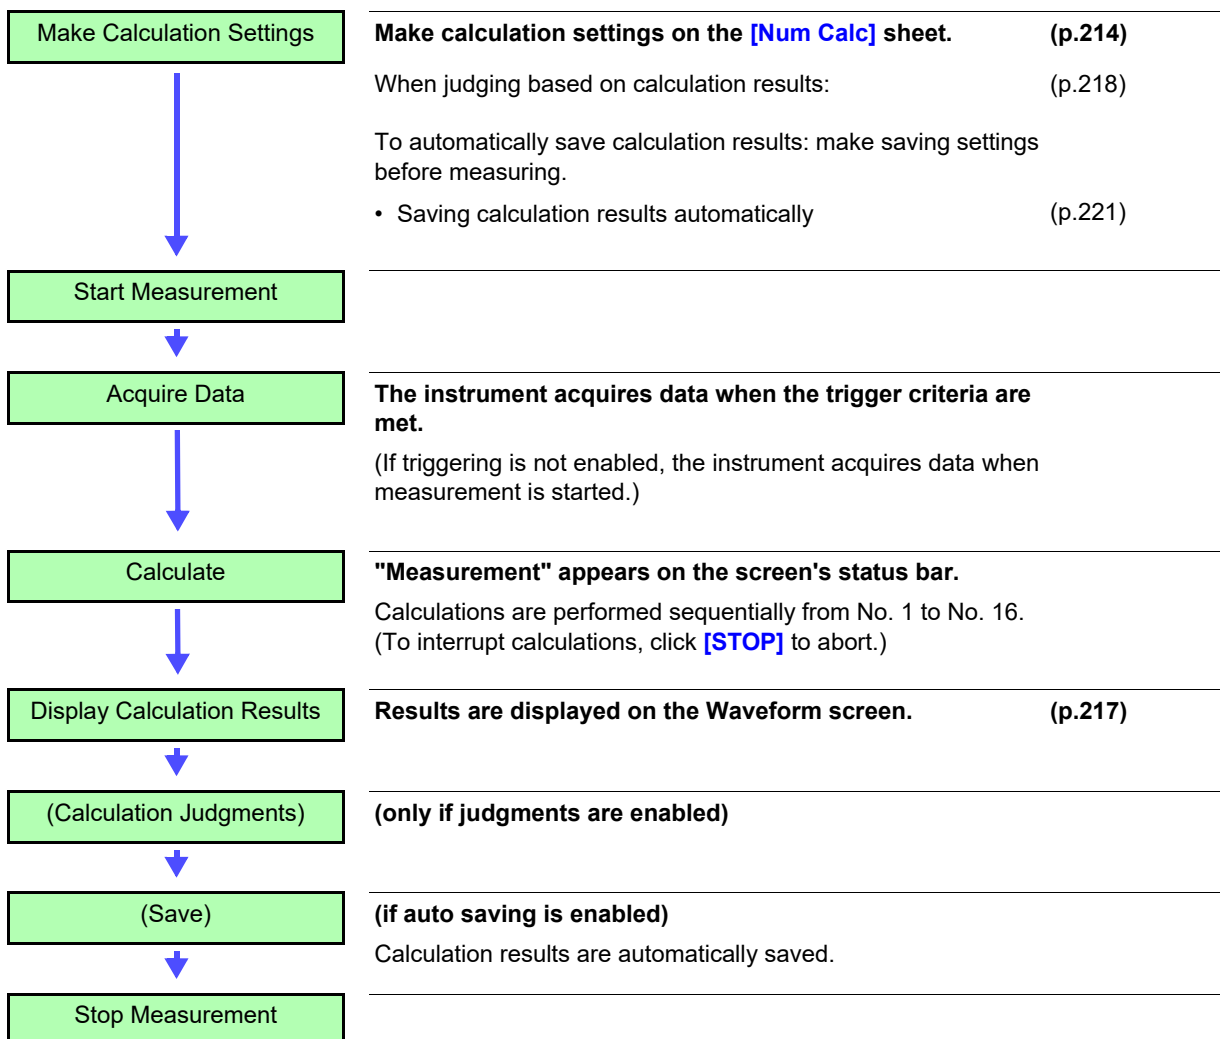 Make Calculation Settings
Make calculation settings on the [Num Calc] sheet. (p.214)
When judging based on calculation results: (p.218)
To automatically save calculation results: make saving settings
before measuring.
• Saving calculation results automatically (p.221)
Start Measurement
Acquire Data
The instrument acquires data when the trigger criteria are
met.
(If triggering is not enabled, the instrument acquires data when
measurement is started.)
Calculate
"Measurement" appears on the screen's status bar.
Calculations are performed sequentially from No. 1 to No. 16.
(To interrupt calculations, click [STOP] to abort.)
Display Calculation Results
Results are displayed on the Waveform screen. (p.217)
(Calculation Judgments)
(only if judgments are enabled)
(Save)
(if auto saving is enabled)
Calculation results are automatically saved.
Stop Measurement